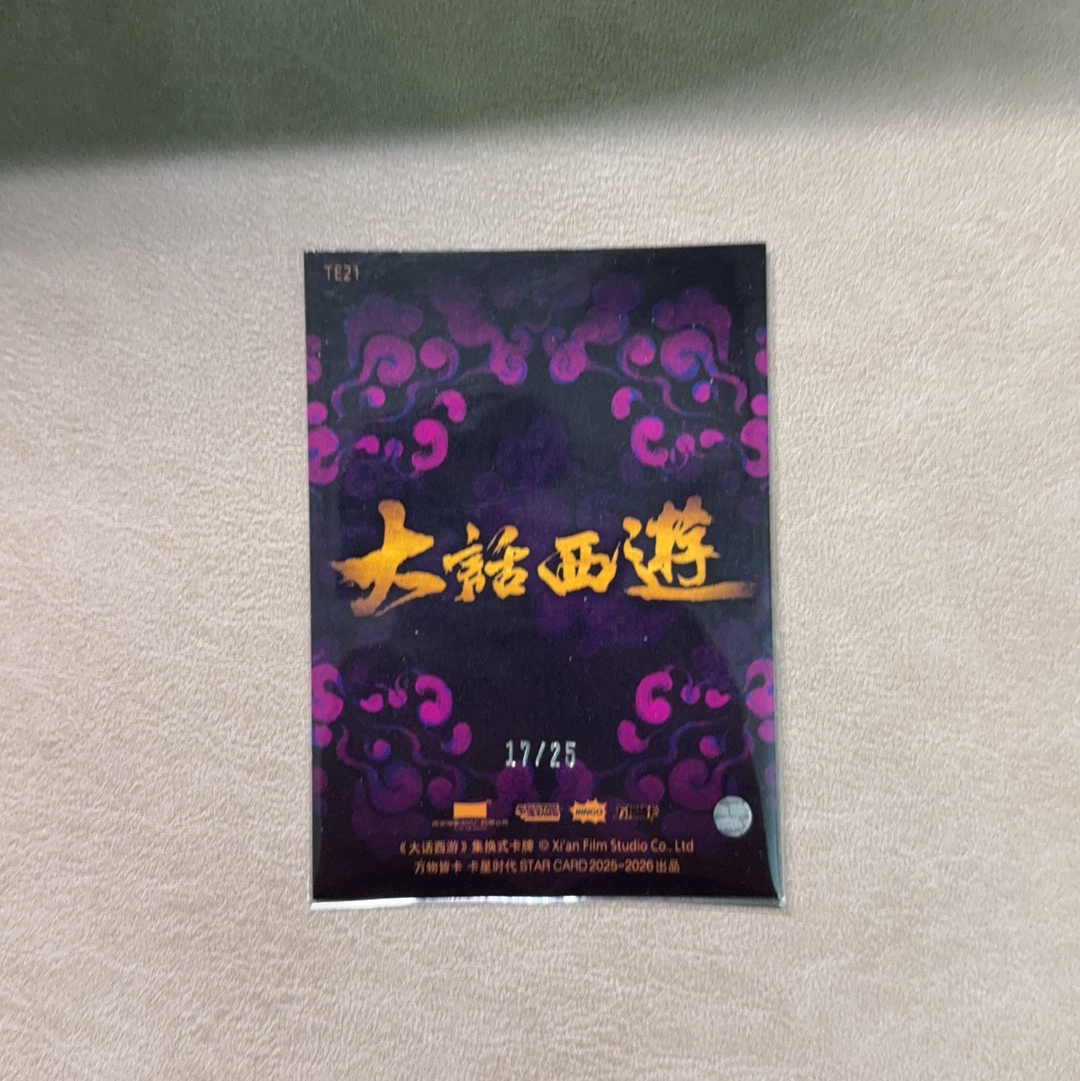 TE21
大話西遊
17/25
BINGO
《大话西游》集换式卡牌 © Xi'an Film Studio Co., Ltd
万物皆卡 卡星时代 STAR CARD 2025-2026 出品